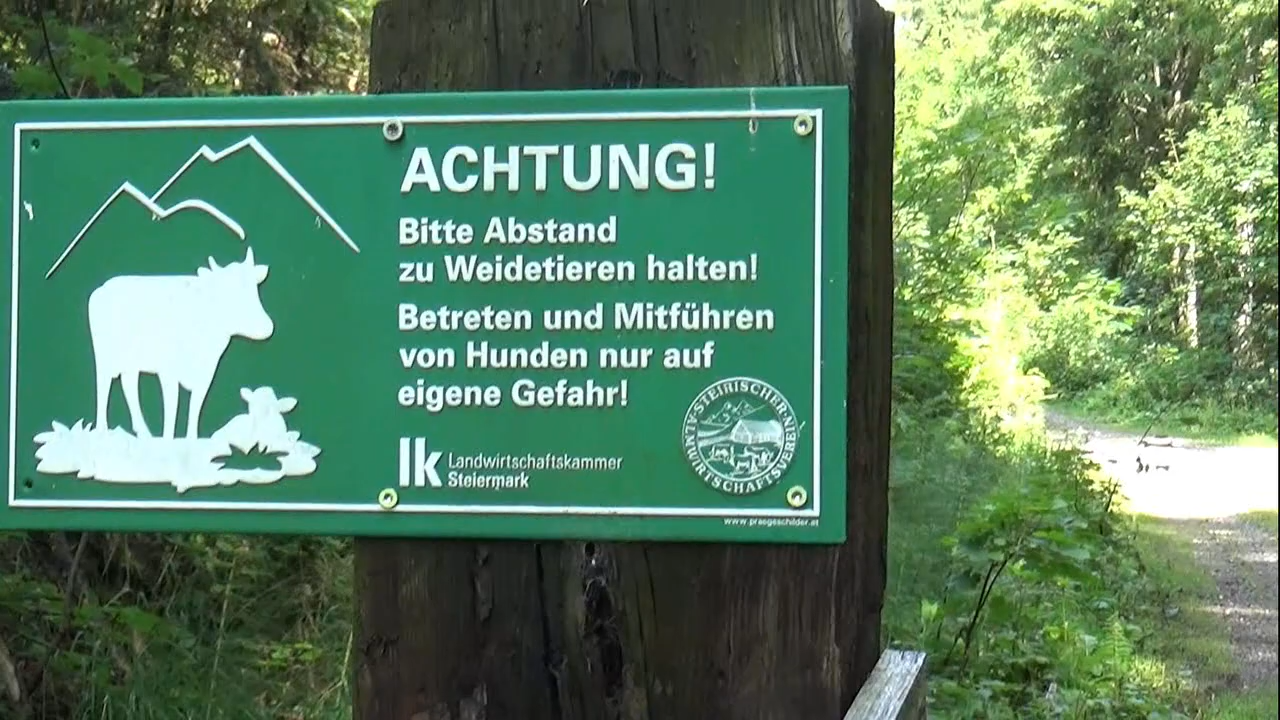 ACHTUNG!
Bitte Abstand
zu Weidetieren halten!
Betreten und Mitführen
von Hunden nur auf
eigene Gefahr!
lk Landwirtschaftskammer
Steiermark
·STEIRISCHER·
ALMWIRTSCHAFTSVEREIN
www.praegeschilder.at